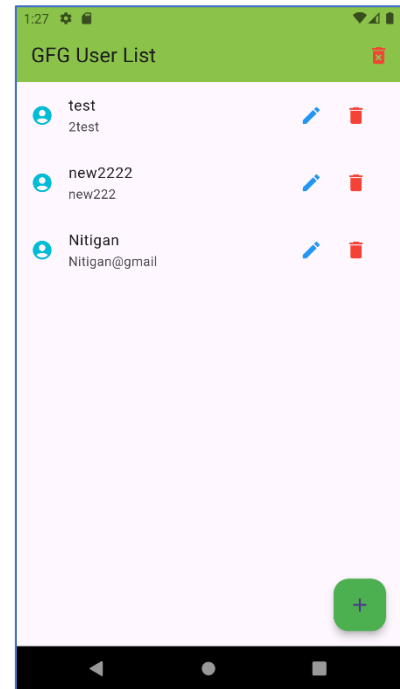 1:27
GFG User List
test
2test
new2222
new222
Nitigan
Nitigan@gmail